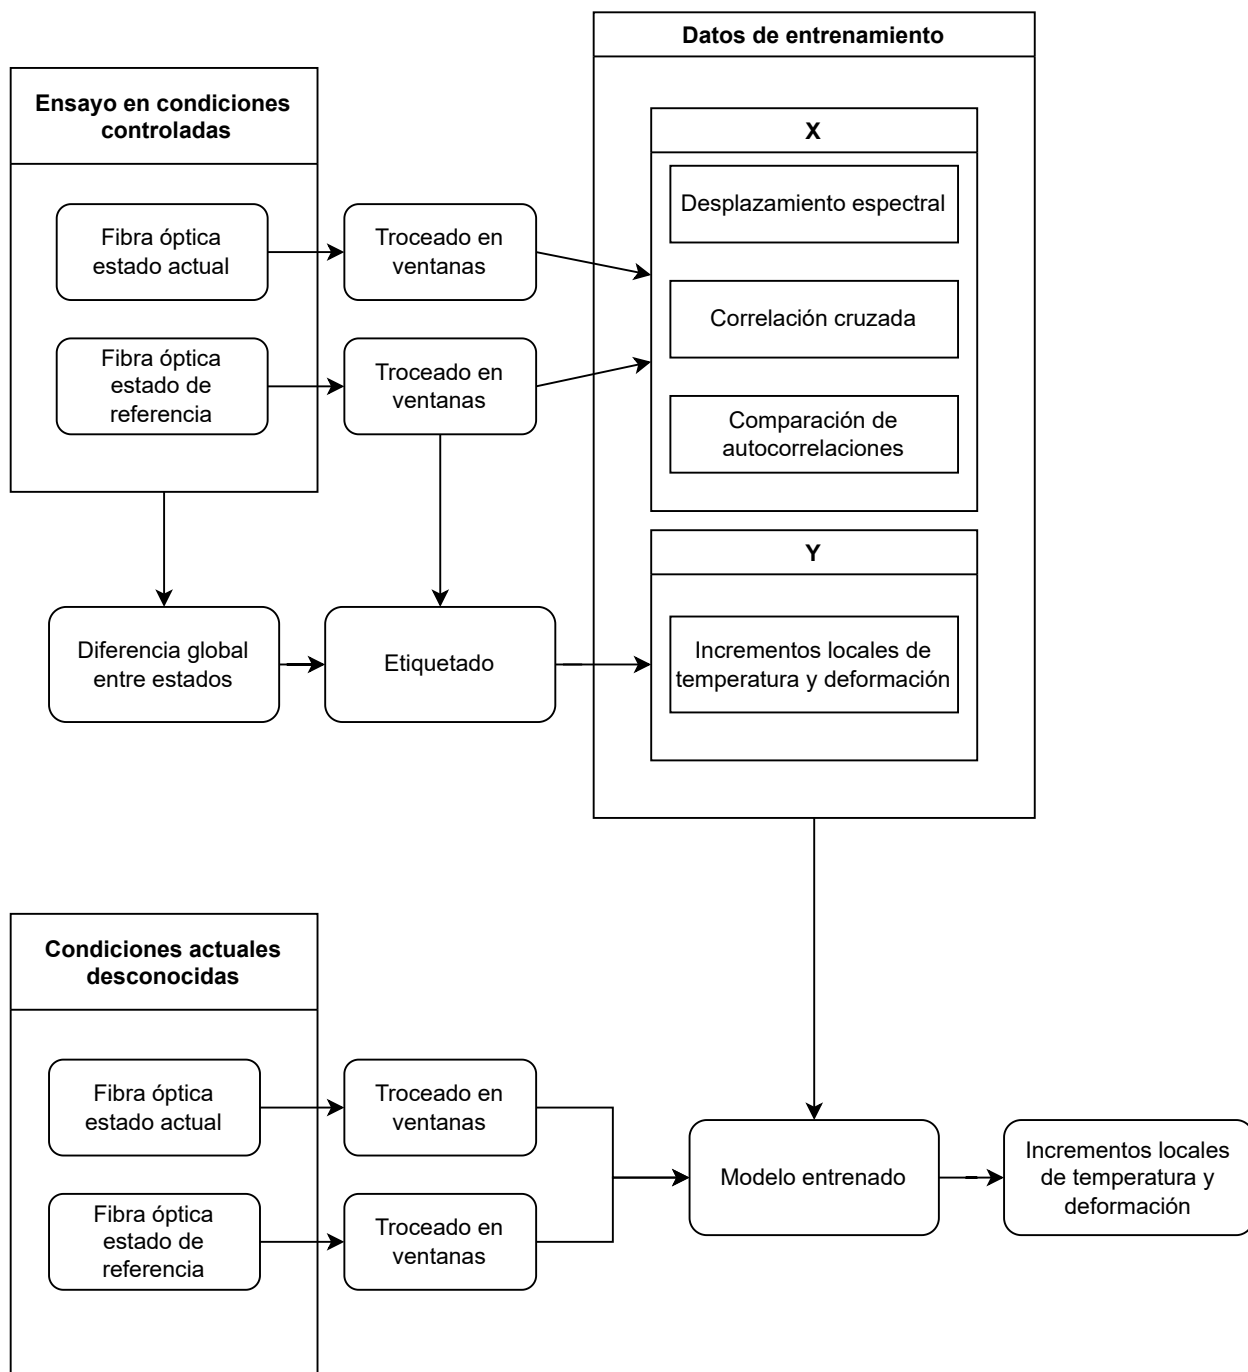 Datos de entrenamiento
Ensayo en condiciones
controladas
X
Desplazamiento espectral
Fibra óptica
estado actual
Troceado en
ventanas
Correlación cruzada
Fibra óptica
estado de
referencia
Troceado en
ventanas
Comparación de
autocorrelaciones
Y
Diferencia global
entre estados
Etiquetado
Incrementos locales de
temperatura y deformación
Condiciones actuales
desconocidas
Fibra óptica
estado actual
Troceado en
ventanas
Modelo entrenado
Incrementos locales
de temperatura y
deformación
Fibra óptica
estado de
referencia
Troceado en
ventanas